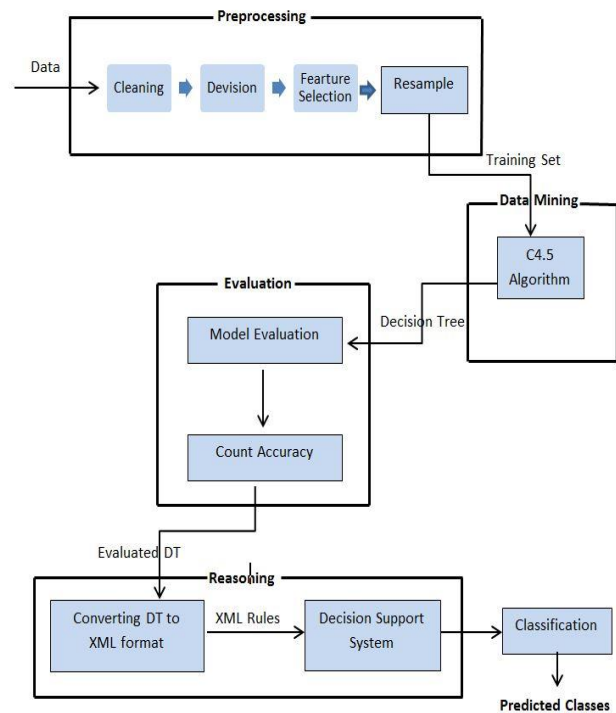 Preprocessing
Data
Cleaning
Devision
Fearture
Selection
Resample
Training Set
Data Mining
C4.5
Algorithm
Evaluation
Decision Tree
Model Evaluation
Count Accuracy
Evaluated DT
Reasoning
Converting DT to
XML format
XML Rules
Decision Support
System
Classification
Predicted Classes